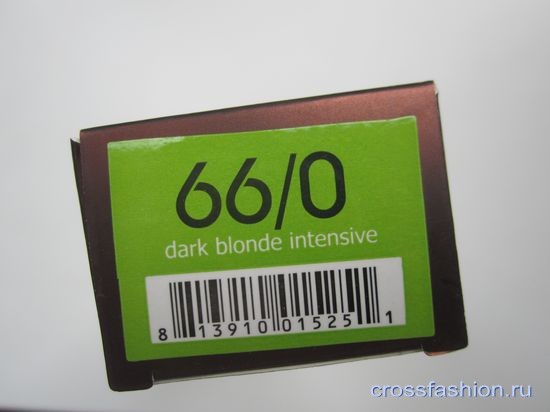 66/0
dark blonde intensive
8 13910 01525 1
crossfashion.ru